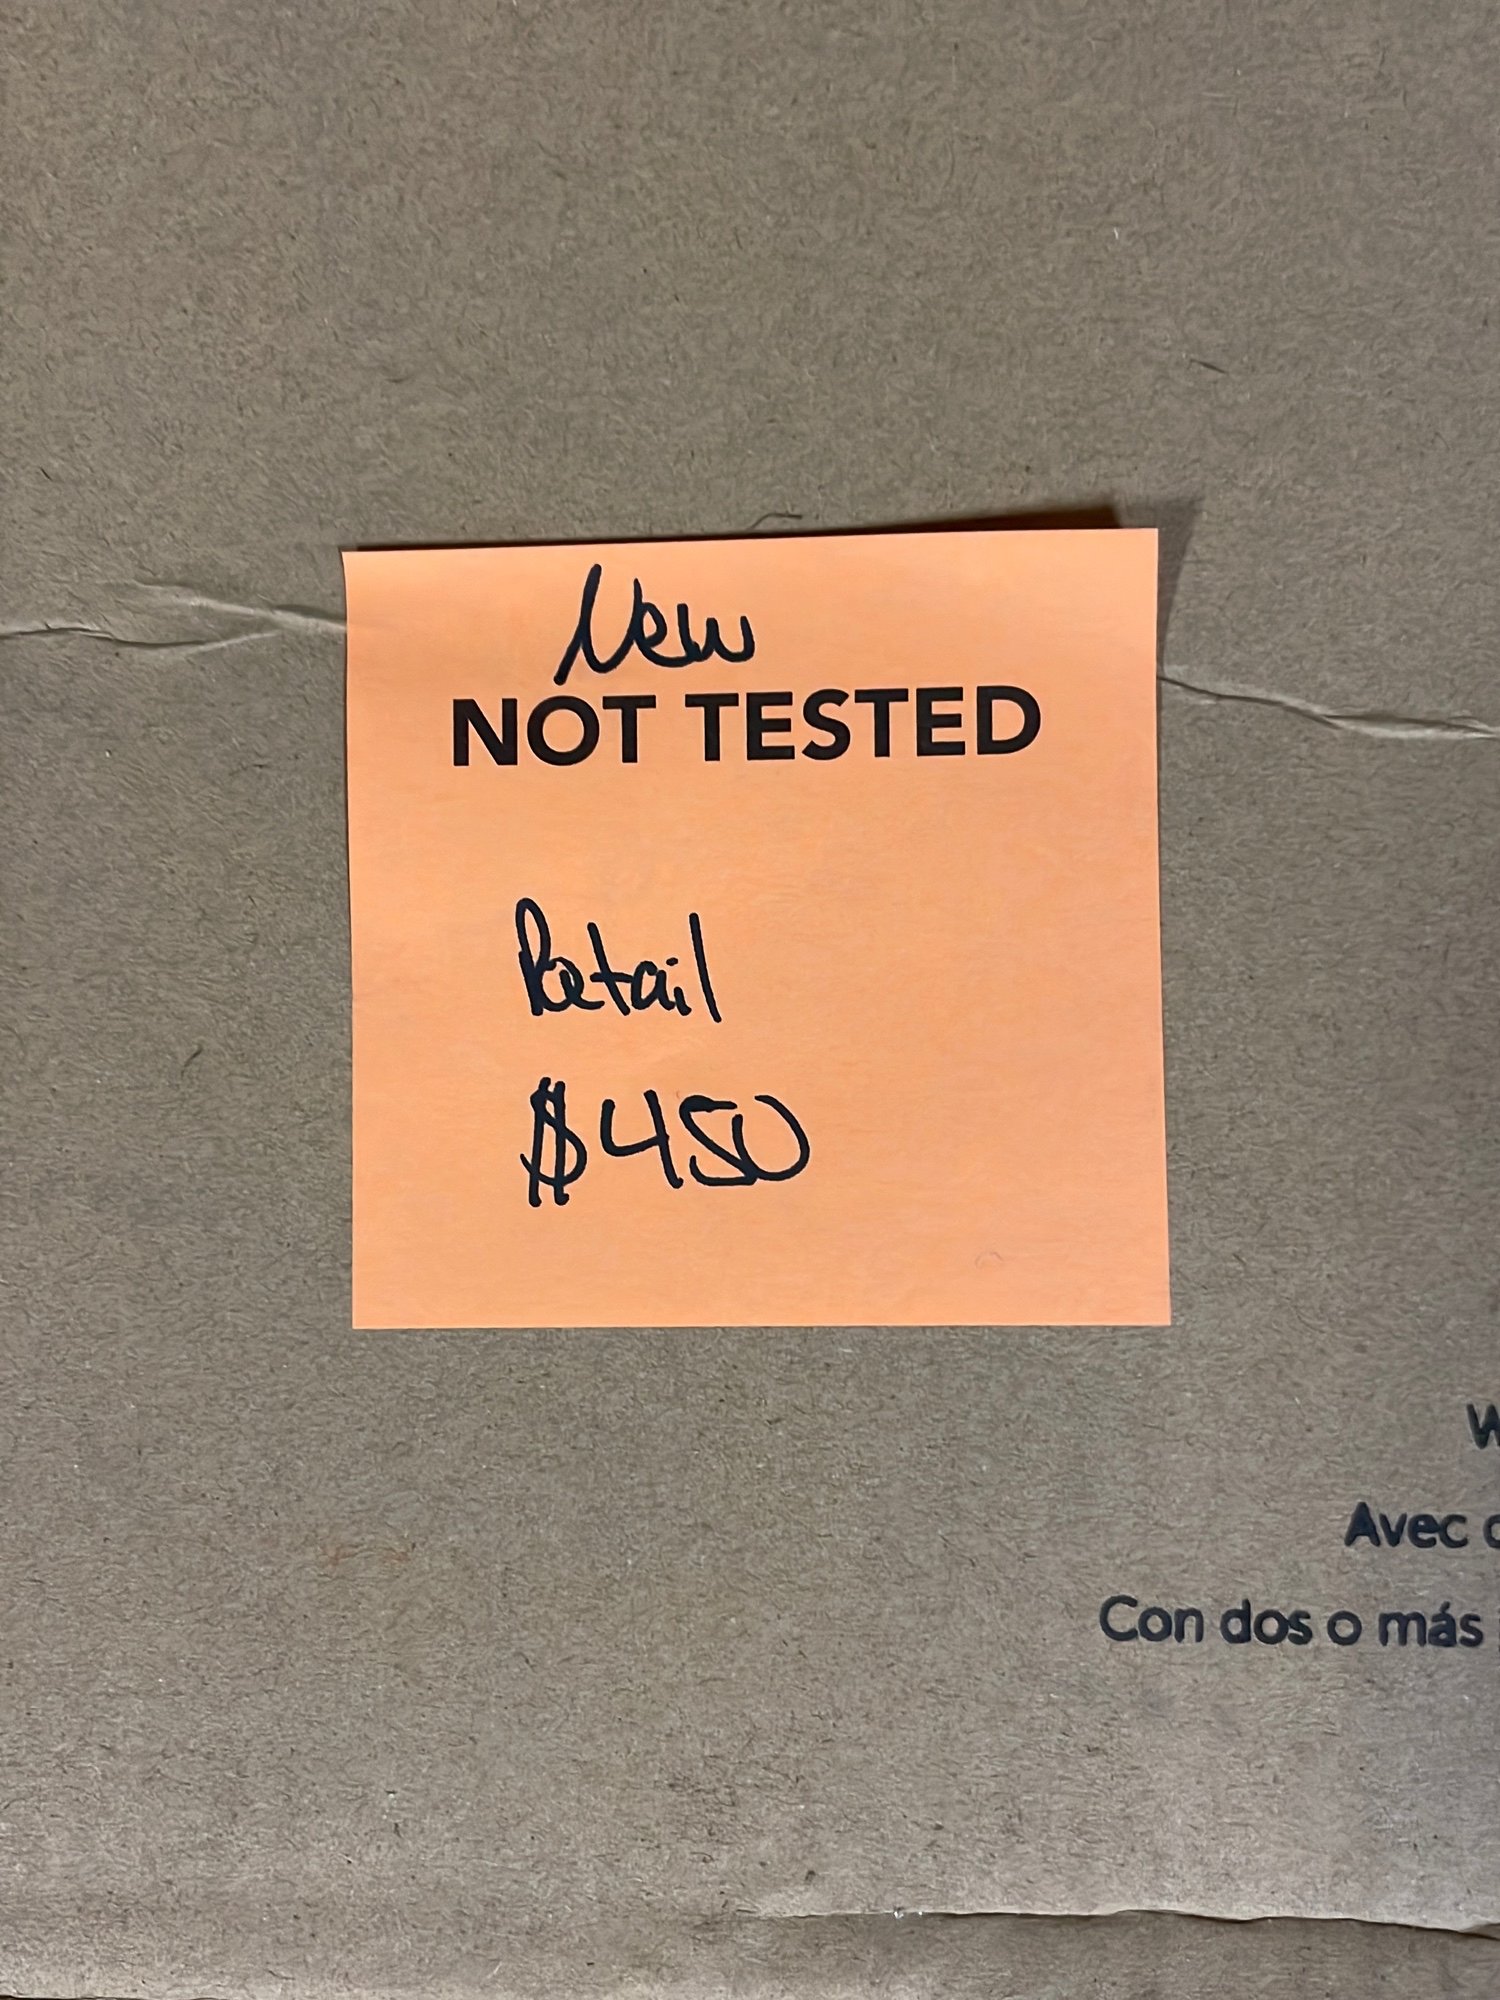 New
NOT TESTED
Retail
$450
W
Avec
Con dos o más